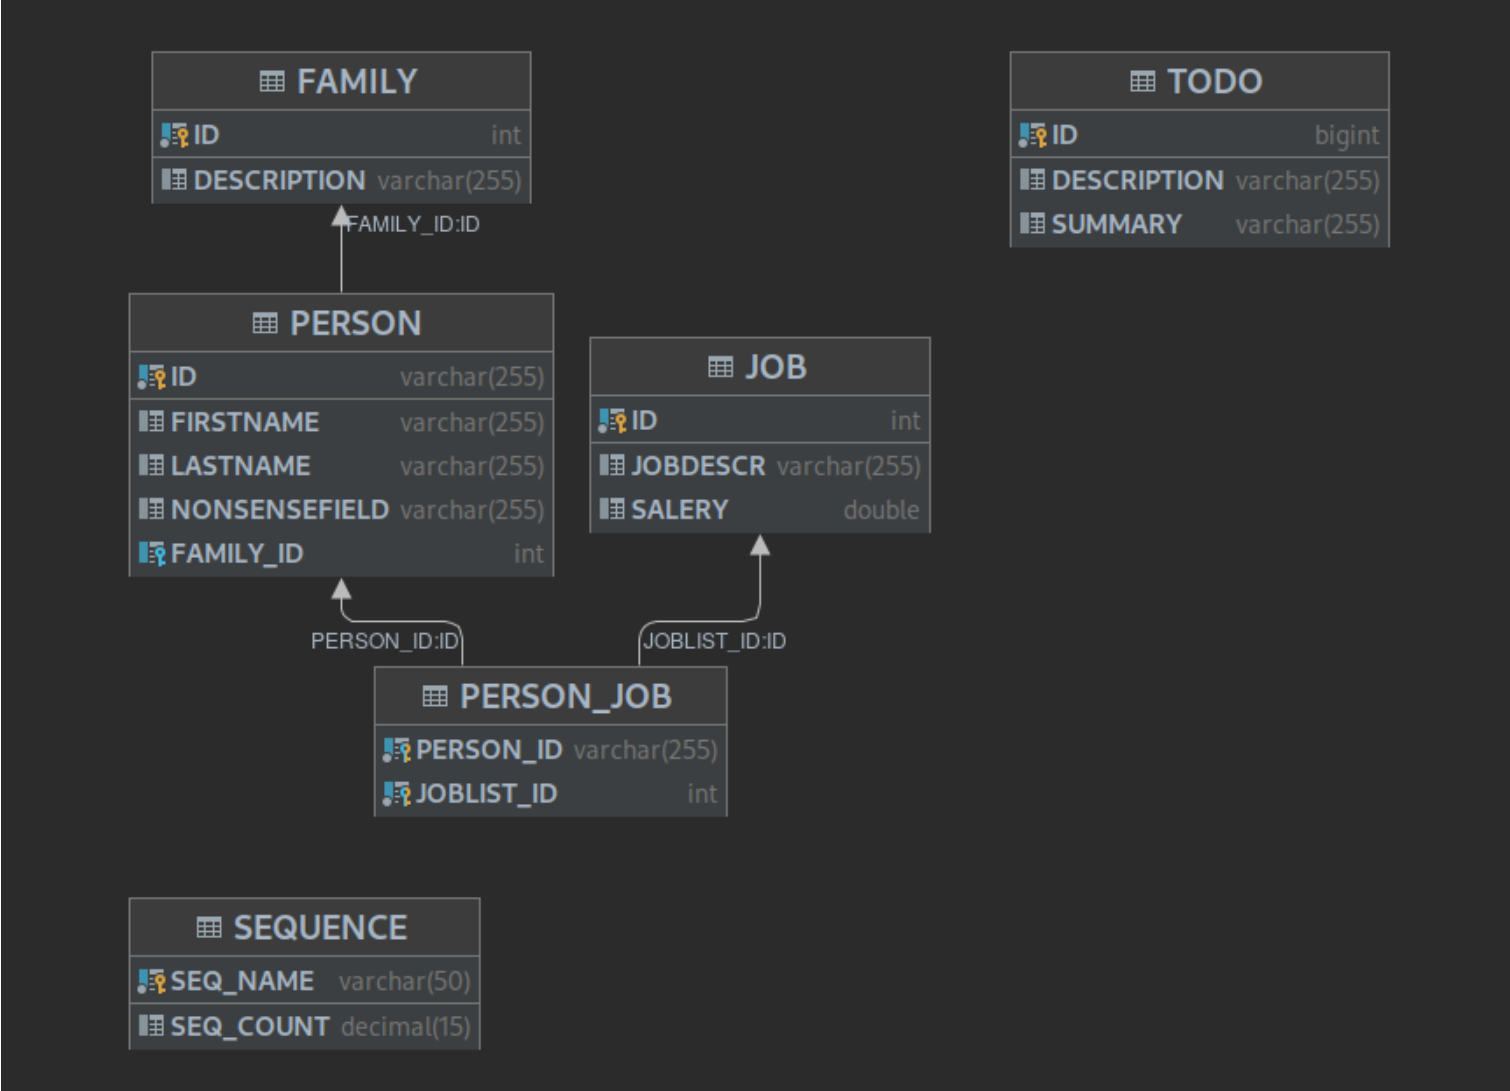 FAMILY
ID int
DESCRIPTION varchar(255)
FAMILY_ID:ID
TODO
ID bigint
DESCRIPTION varchar(255)
SUMMARY varchar(255)
PERSON
ID varchar(255)
FIRSTNAME varchar(255)
LASTNAME varchar(255)
NONSENSEFIELD varchar(255)
FAMILY_ID int
JOB
ID int
JOBDESCR varchar(255)
SALERY double
PERSON_ID:ID
JOBLIST_ID:ID
PERSON_JOB
PERSON_ID varchar(255)
JOBLIST_ID int
SEQUENCE
SEQ_NAME varchar(50)
SEQ_COUNT decimal(15)